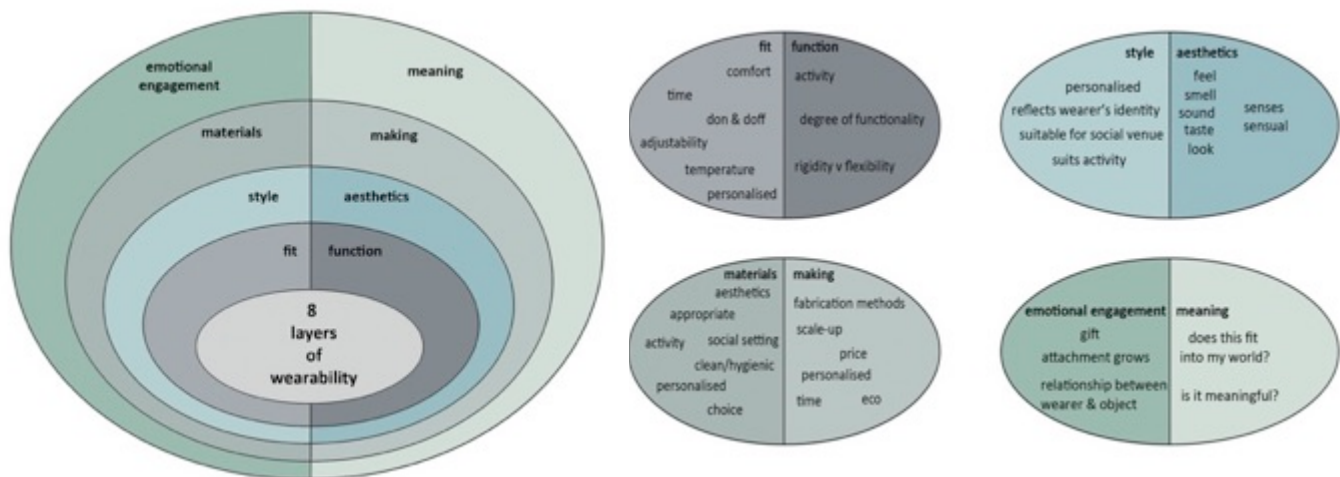 emotional
engagement
meaning
materials
making
style
aesthetics
fit
function
8
layers
of
wearability
fit
function
comfort
activity
time
don & doff
degree of functionality
adjustability
temperature
rigidity v flexibility
personalised
style
aesthetics
personalised
feel
smell
reflects wearer's identity
sound
senses
suitable for social venue
taste
sensual
suits activity
look
materials
making
aesthetics
appropriate
fabrication methods
activity
social setting
scale-up
clean/hygienic
price
personalised
personalised
choice
time
eco
emotional engagement
meaning
gift
does this fit
attachment grows
into my world?
relationship between
wearer & object
is it meaningful?